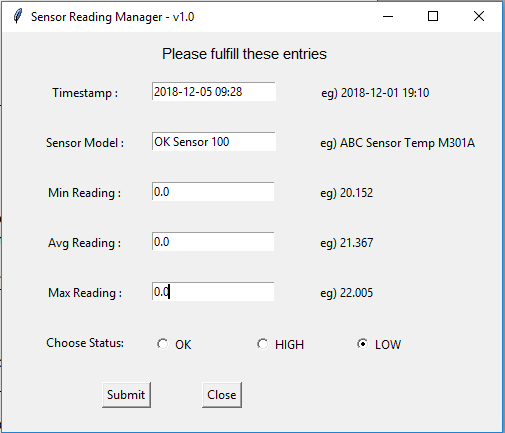 Sensor Reading Manager - v1.0
Please fulfill these entries
Timestamp : 2018-12-05 09:28 eg) 2018-12-01 19:10
Sensor Model : OK Sensor 100 eg) ABC Sensor Temp M301A
Min Reading : 0.0 eg) 20.152
Avg Reading : 0.0 eg) 21.367
Max Reading : 0.0 eg) 22.005
Choose Status: OK HIGH LOW
Submit Close